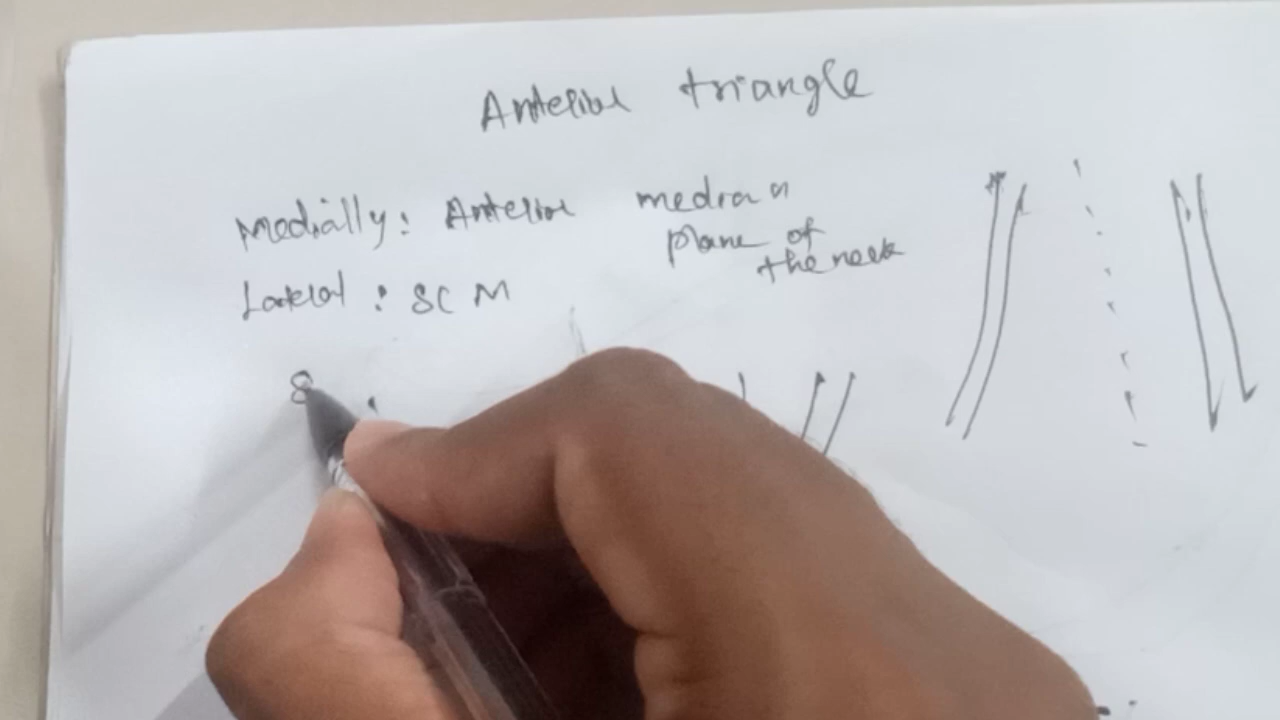 Anterior triangle
Medially: Anterior median
plane of
the neck
Lateral : SCM
S